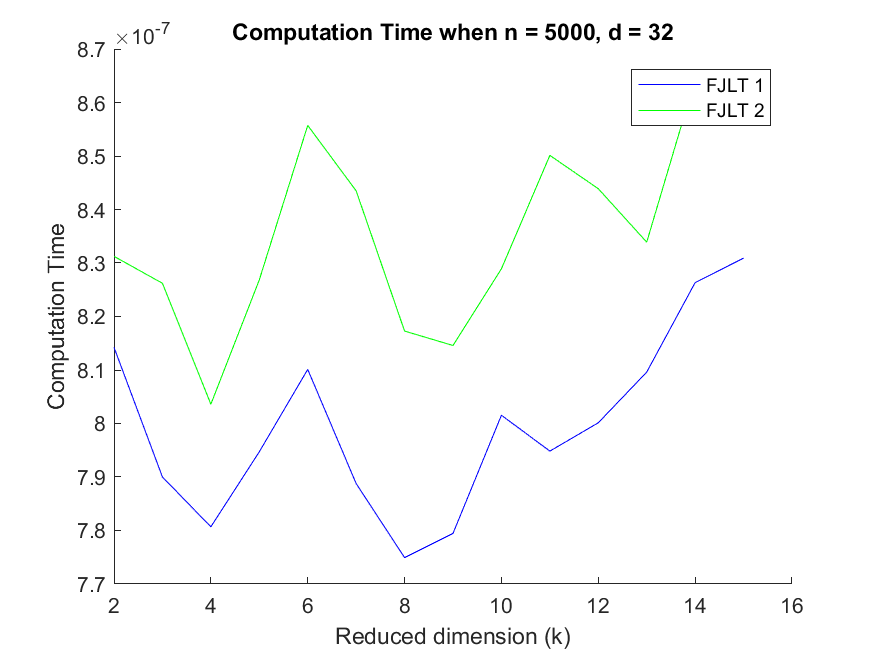 Computation Time when n = 5000, d = 32
×10-7
8.7
8.6
8.5
8.4
8.3
8.2
8.1
8
7.9
7.8
7.7
Computation Time
FJLT 1
FJLT 2
2 4 6 8 10 12 14 16
Reduced dimension (k)